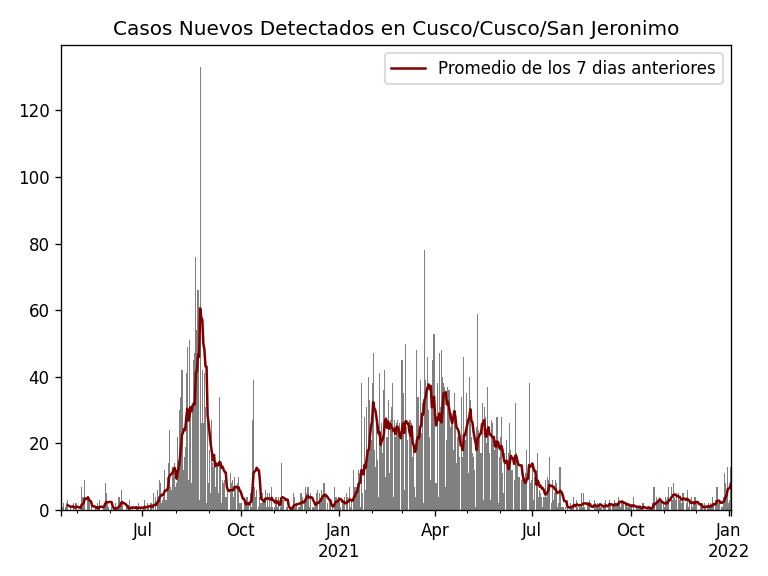 Casos Nuevos Detectados en Cusco/Cusco/San Jeronimo
Promedio de los 7 dias anteriores
120
100
80
60
40
20
0
Jul Oct Jan Apr Jul Oct Jan
2021 2022